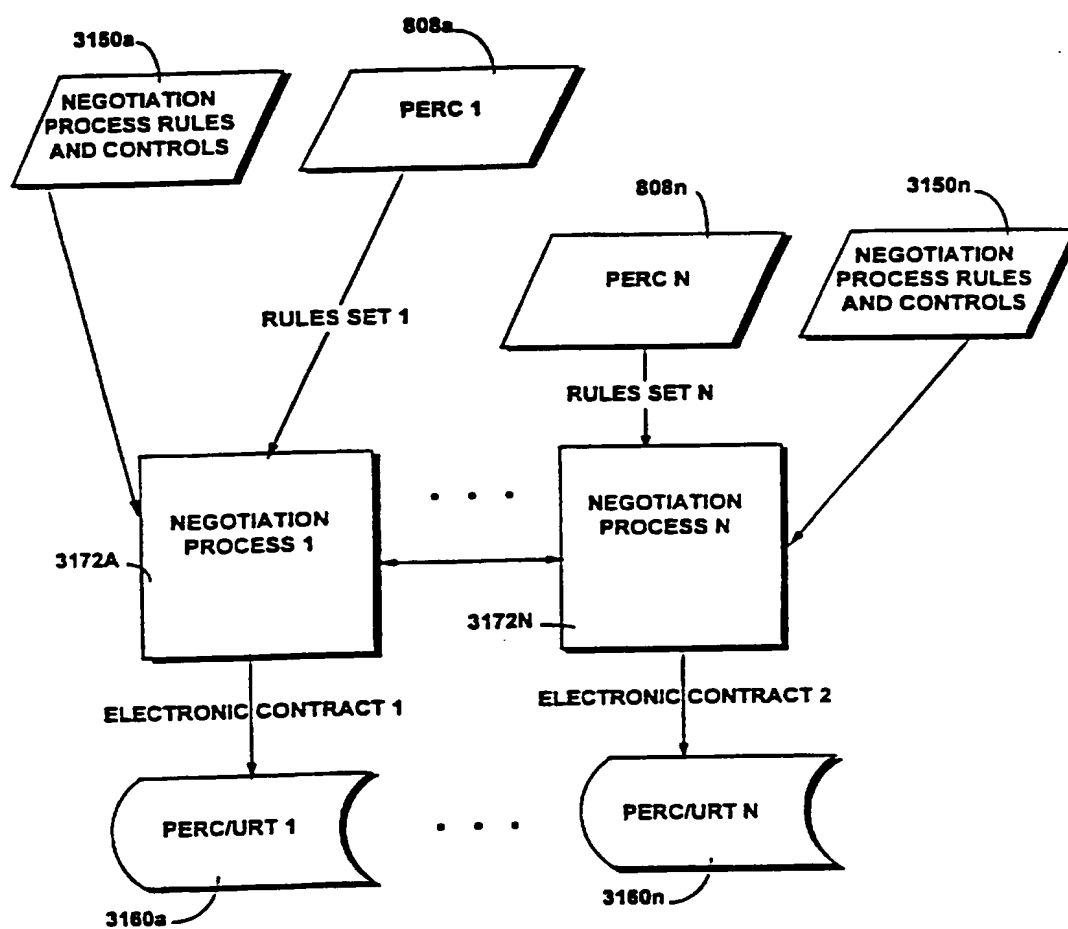 3150a
808a
NEGOTIATION
PROCESS RULES
AND CONTROLS
PERC 1
808n
3150n
PERC N
NEGOTIATION
PROCESS RULES
AND CONTROLS
RULES SET 1
RULES SET N
NEGOTIATION
PROCESS 1
NEGOTIATION
PROCESS N
3172A
3172N
ELECTRONIC CONTRACT 1
ELECTRONIC CONTRACT 2
PERC/URT 1
PERC/URT N
3160a
3160n